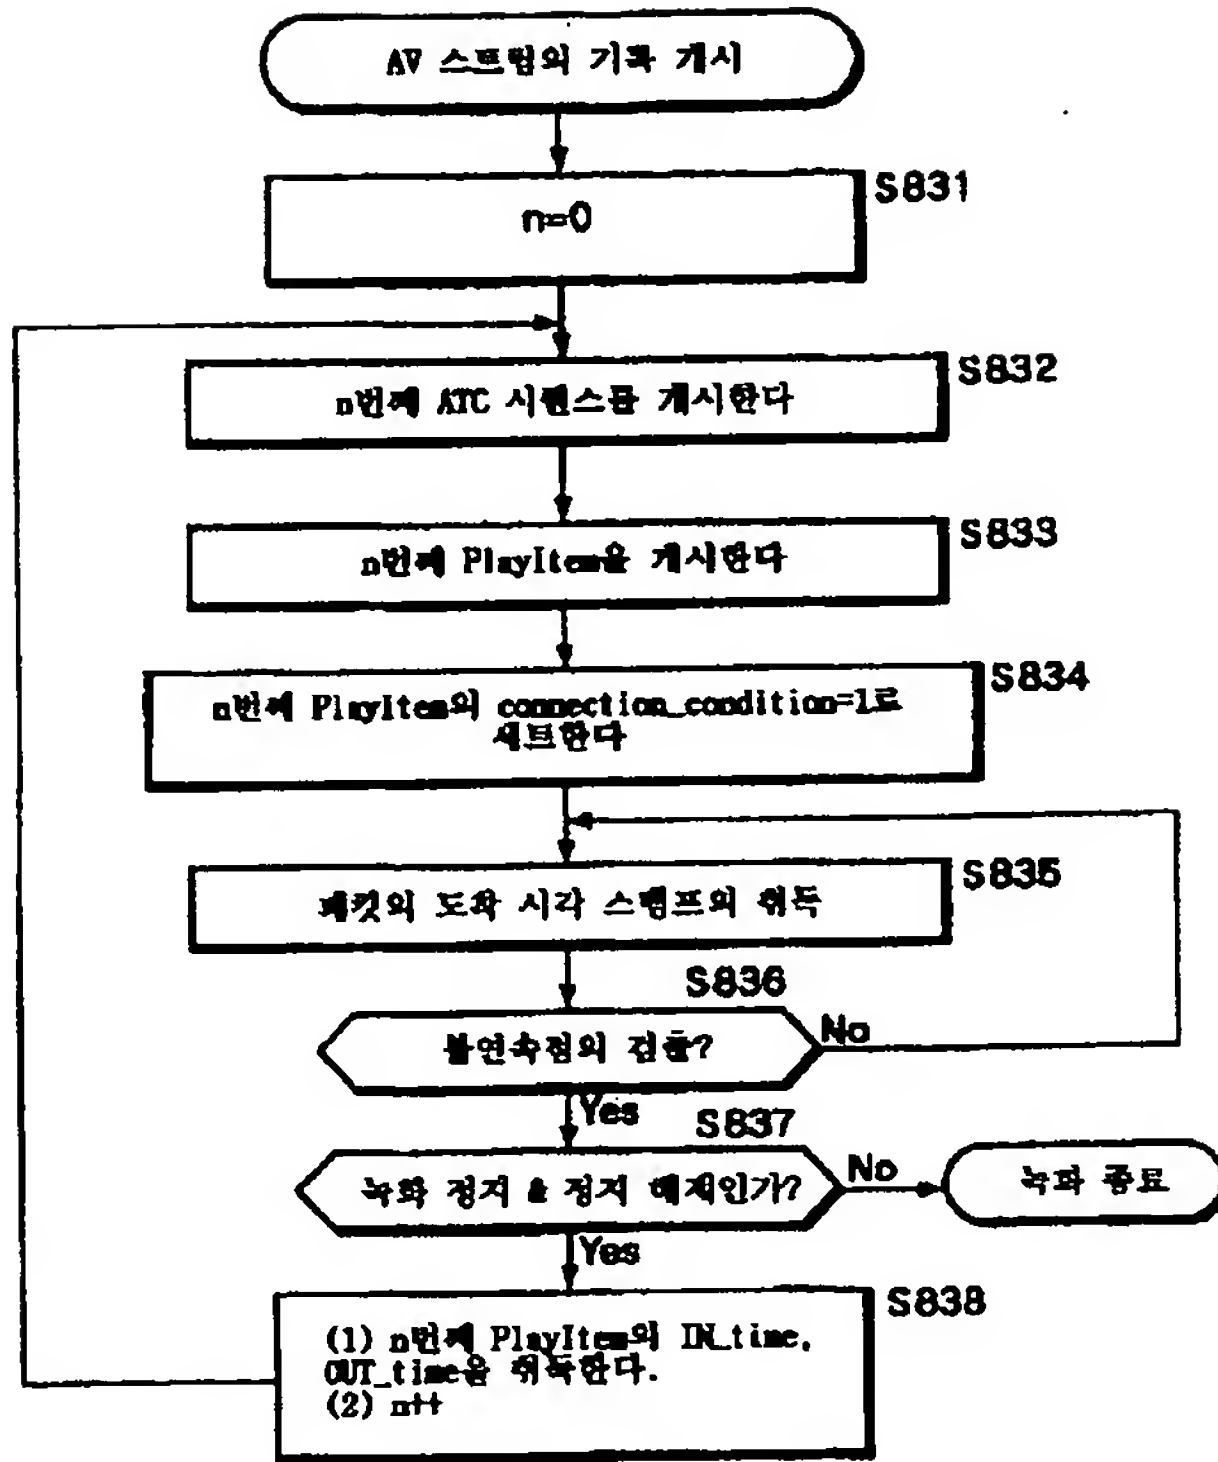 AV 스트림의 기록 개시
S831
n=0
S832
n번째 ATC 시퀀스를 개시한다
S833
n번째 PlayItem을 개시한다
S834
n번째 PlayItem의 connection_condition=1로
세트한다
S835
패킷의 도착 시각 스탬프의 취득
S836
불연속점의 검출?
No
Yes
S837
녹화 정지 & 정지 해제인가?
No
녹화 종료
Yes
S838
(1) n번째 PlayItem의 IN_time,
OUT_time을 취득한다.
(2) n++